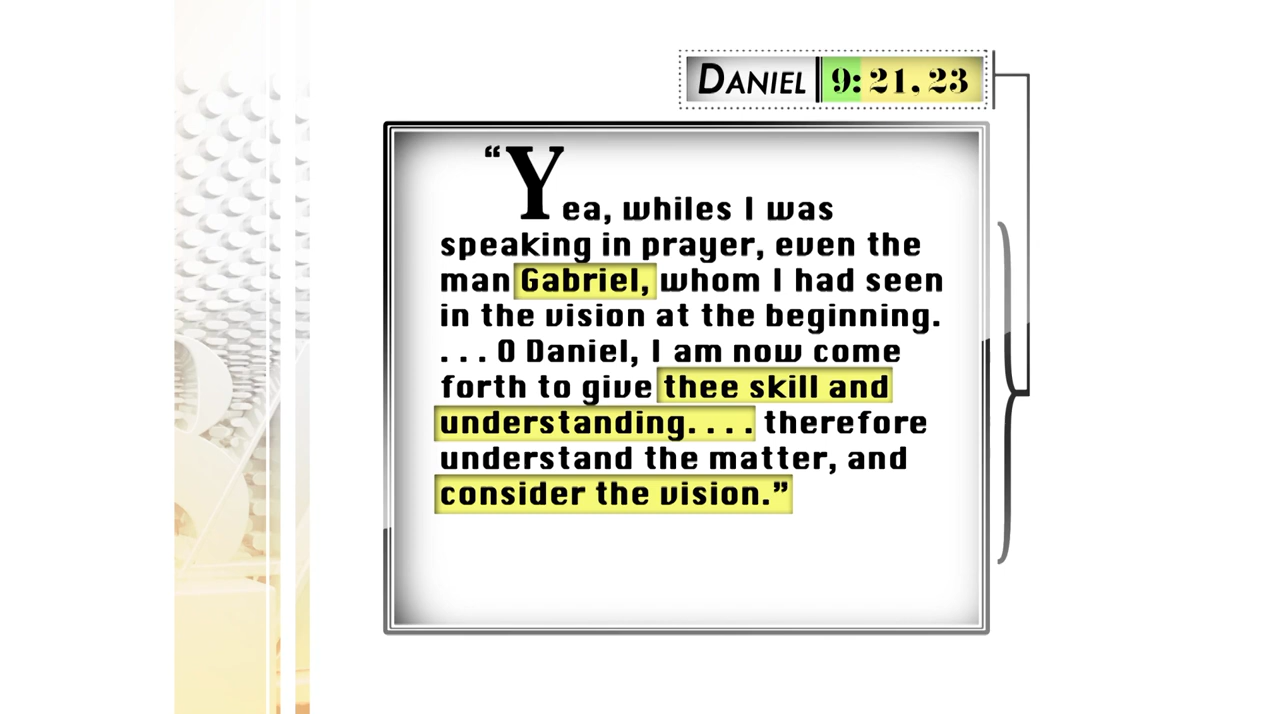 DANIEL 9: 21, 23
“Yea, whiles I was
speaking in prayer, even the
man Gabriel, whom I had seen
in the vision at the beginning.
. . . O Daniel, I am now come
forth to give thee skill and
understanding. . . . therefore
understand the matter, and
consider the vision.”